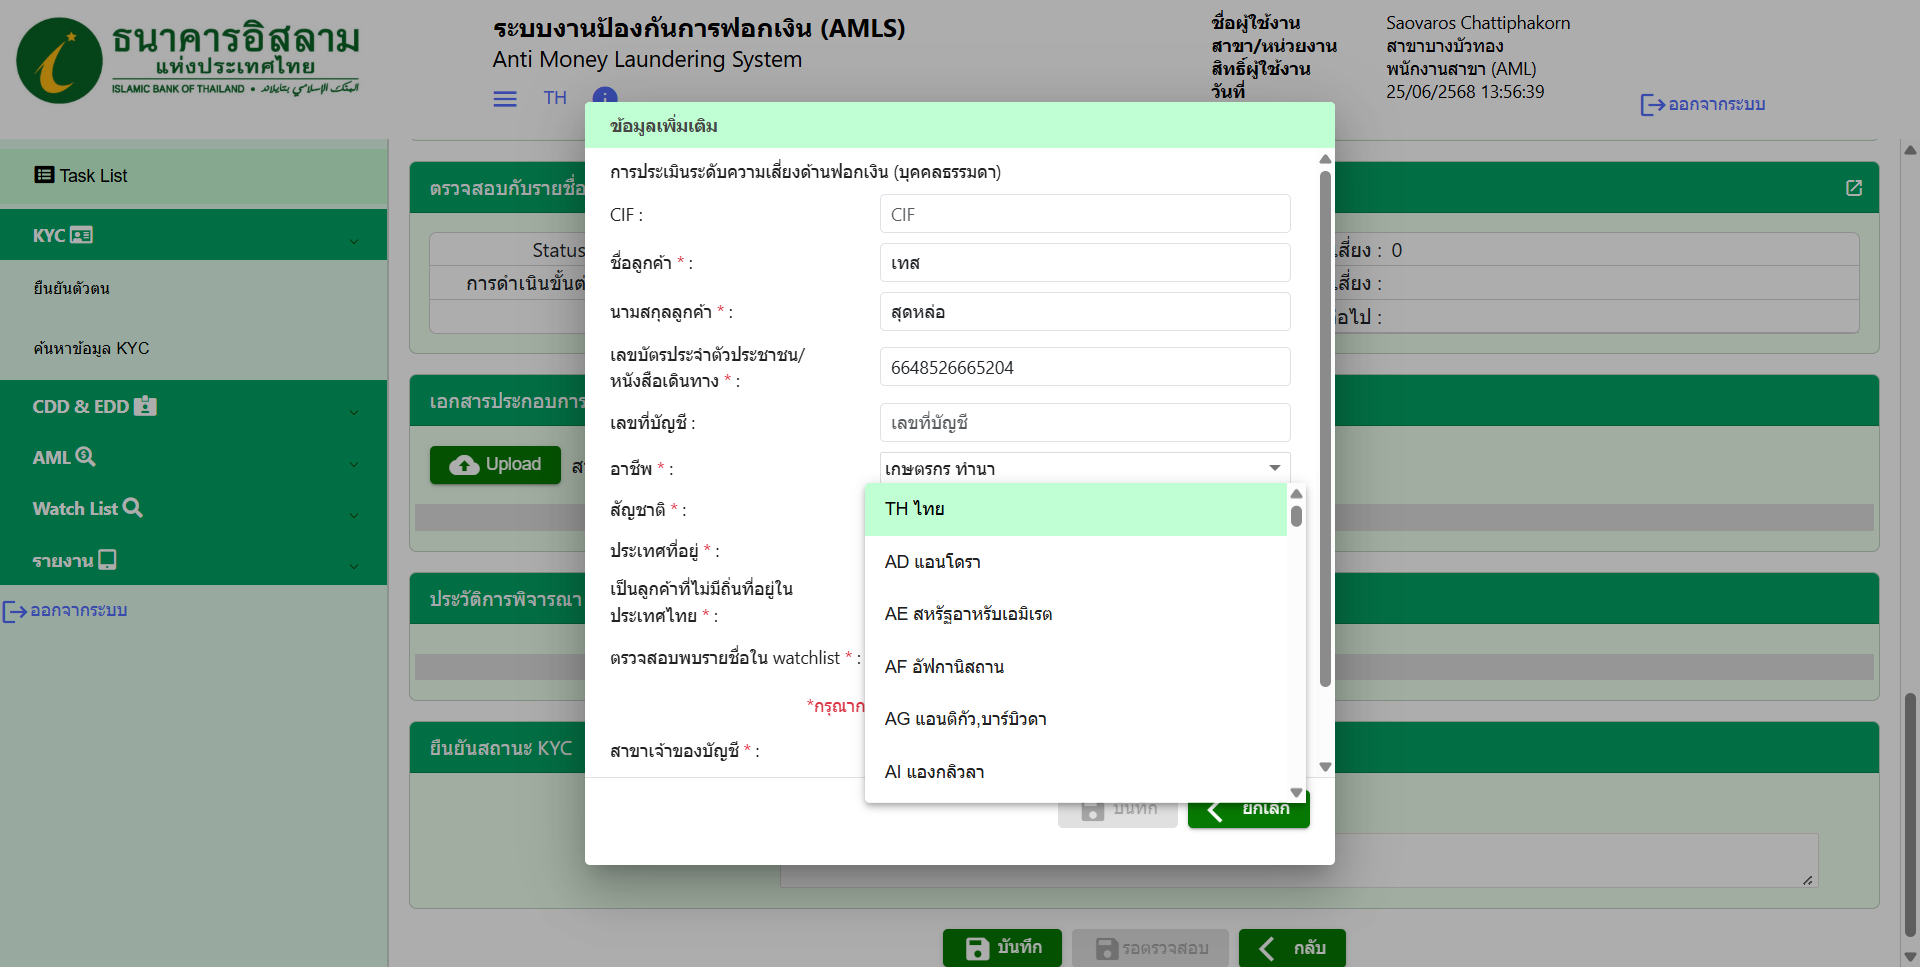 ธนาคารอิสลาม
แห่งประเทศไทย
ISLAMIC BANK OF THAILAND •
ระบบงานป้องกันการฟอกเงิน (AMLS)
Anti Money Laundering System
TH
ชื่อผู้ใช้งาน Saovaros Chattiphakorn
สาขา/หน่วยงาน สาขาบางบัวทอง
สิทธิ์ผู้ใช้งาน พนักงานสาขา (AML)
วันที่ 25/06/2568 13:56:39
ออกจากระบบ
Task List
KYC
ยืนยันตัวตน
ค้นหาข้อมูล KYC
CDD & EDD
AML
Watch List
รายงาน
ออกจากระบบ
ตรวจสอบกับรายชื่อ
Status
เสี่ยง : 0
การดำเนินขั้นต่
เสี่ยง :
อไป :
เอกสารประกอบการ
Upload
ประวัติการพิจารณา
ยืนยันสถานะ KYC
ข้อมูลเพิ่มเติม
การประเมินระดับความเสี่ยงด้านฟอกเงิน (บุคคลธรรมดา)
CIF : CIF
ชื่อลูกค้า * : เทส
นามสกุลลูกค้า * : สุดหล่อ
เลขบัตรประจำตัวประชาชน/
หนังสือเดินทาง * : 6648526665204
เลขที่บัญชี : เลขที่บัญชี
อาชีพ * : เกษตรกร ทำนา
สัญชาติ * :
ประเทศที่อยู่ * :
เป็นลูกค้าที่ไม่มีถิ่นที่อยู่ใน
ประเทศไทย * :
ตรวจสอบพบรายชื่อใน watchlist * :
*กรุณาก
สาขาเจ้าของบัญชี * :
TH ไทย
AD แอนโดรา
AE สหรัฐอาหรับเอมิเรต
AF อัฟกานิสถาน
AG แอนติกัว,บาร์บิวดา
AI แองกลิวลา
บันทึก
ยกเลิก
บันทึก
รอตรวจสอบ
กลับ